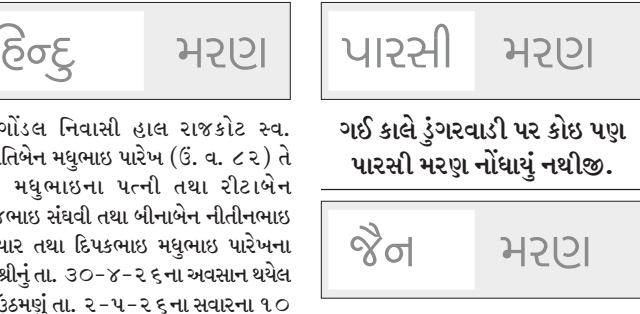 હિન્દુ મરણ
ગોંડલ નિવાસી હાલ રાજકોટ સ્વ.
મધુભાઇ પારેખ (ઉં. વ. ૮૨) તે
મધુભાઇના પત્ની તથા રીટાબેન
સંઘવી તથા બીનાબેન નીતીનભાઇ
તથા દિપકભાઇ મધુભાઇ પારેખના
તા. ૩૦-૪-૨૬ના અવસાન થયેલ
ઉઠમણું તા. ૨-૫-૨૬ના સવારના ૧૦
પારસી મરણ
ગઈ કાલે ડુંગરવાડી પર કોઇ પણ
પારસી મરણ નોંધાયું નથીજી.
જૈન મરણ